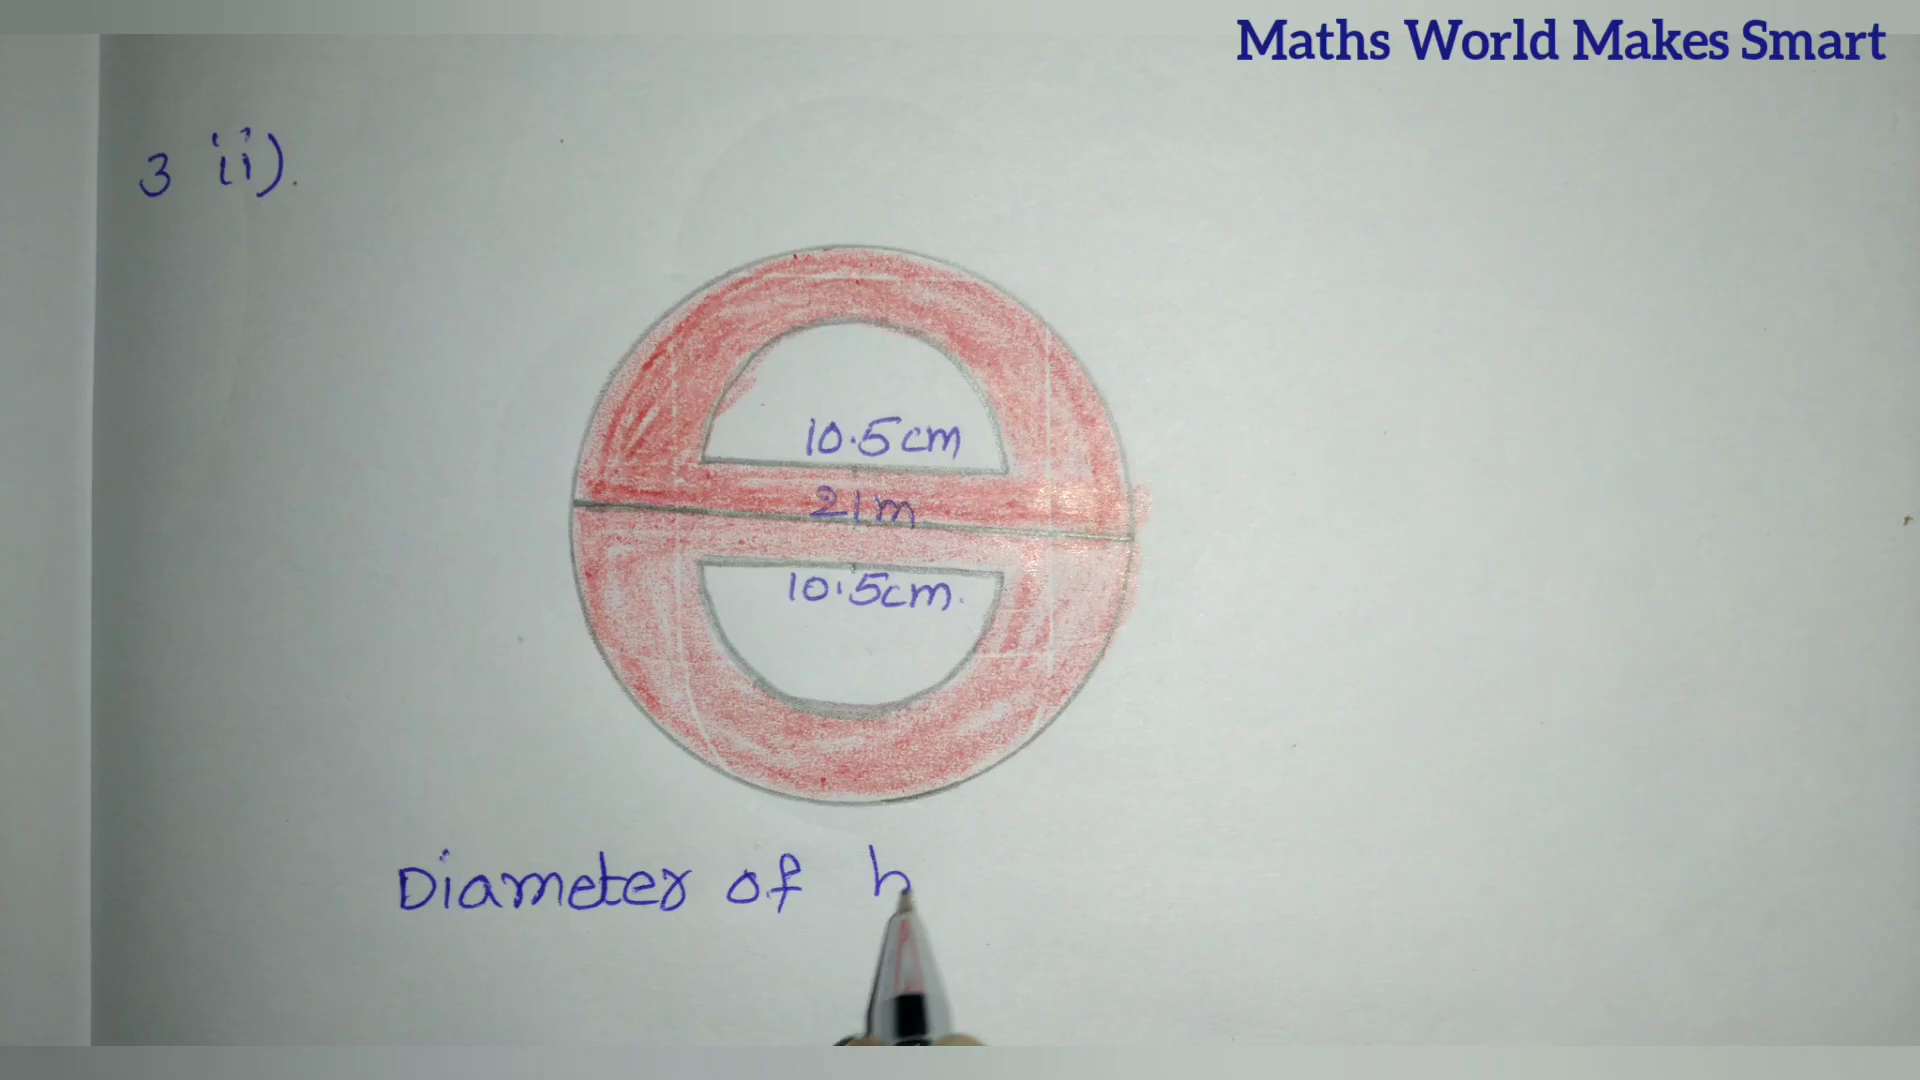 Maths World Makes Smart
3 ii).
10.5cm
21m
10.5cm.
Diameter of h